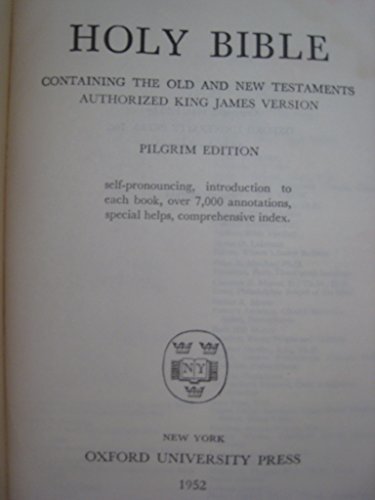 HOLY BIBLE
CONTAINING THE OLD AND NEW TESTAMENTS
AUTHORIZED KING JAMES VERSION
PILGRIM EDITION
self-pronouncing, introduction to
each book, over 7,000 annotations,
special helps, comprehensive index.
N Y
NEW YORK
OXFORD UNIVERSITY PRESS
1952